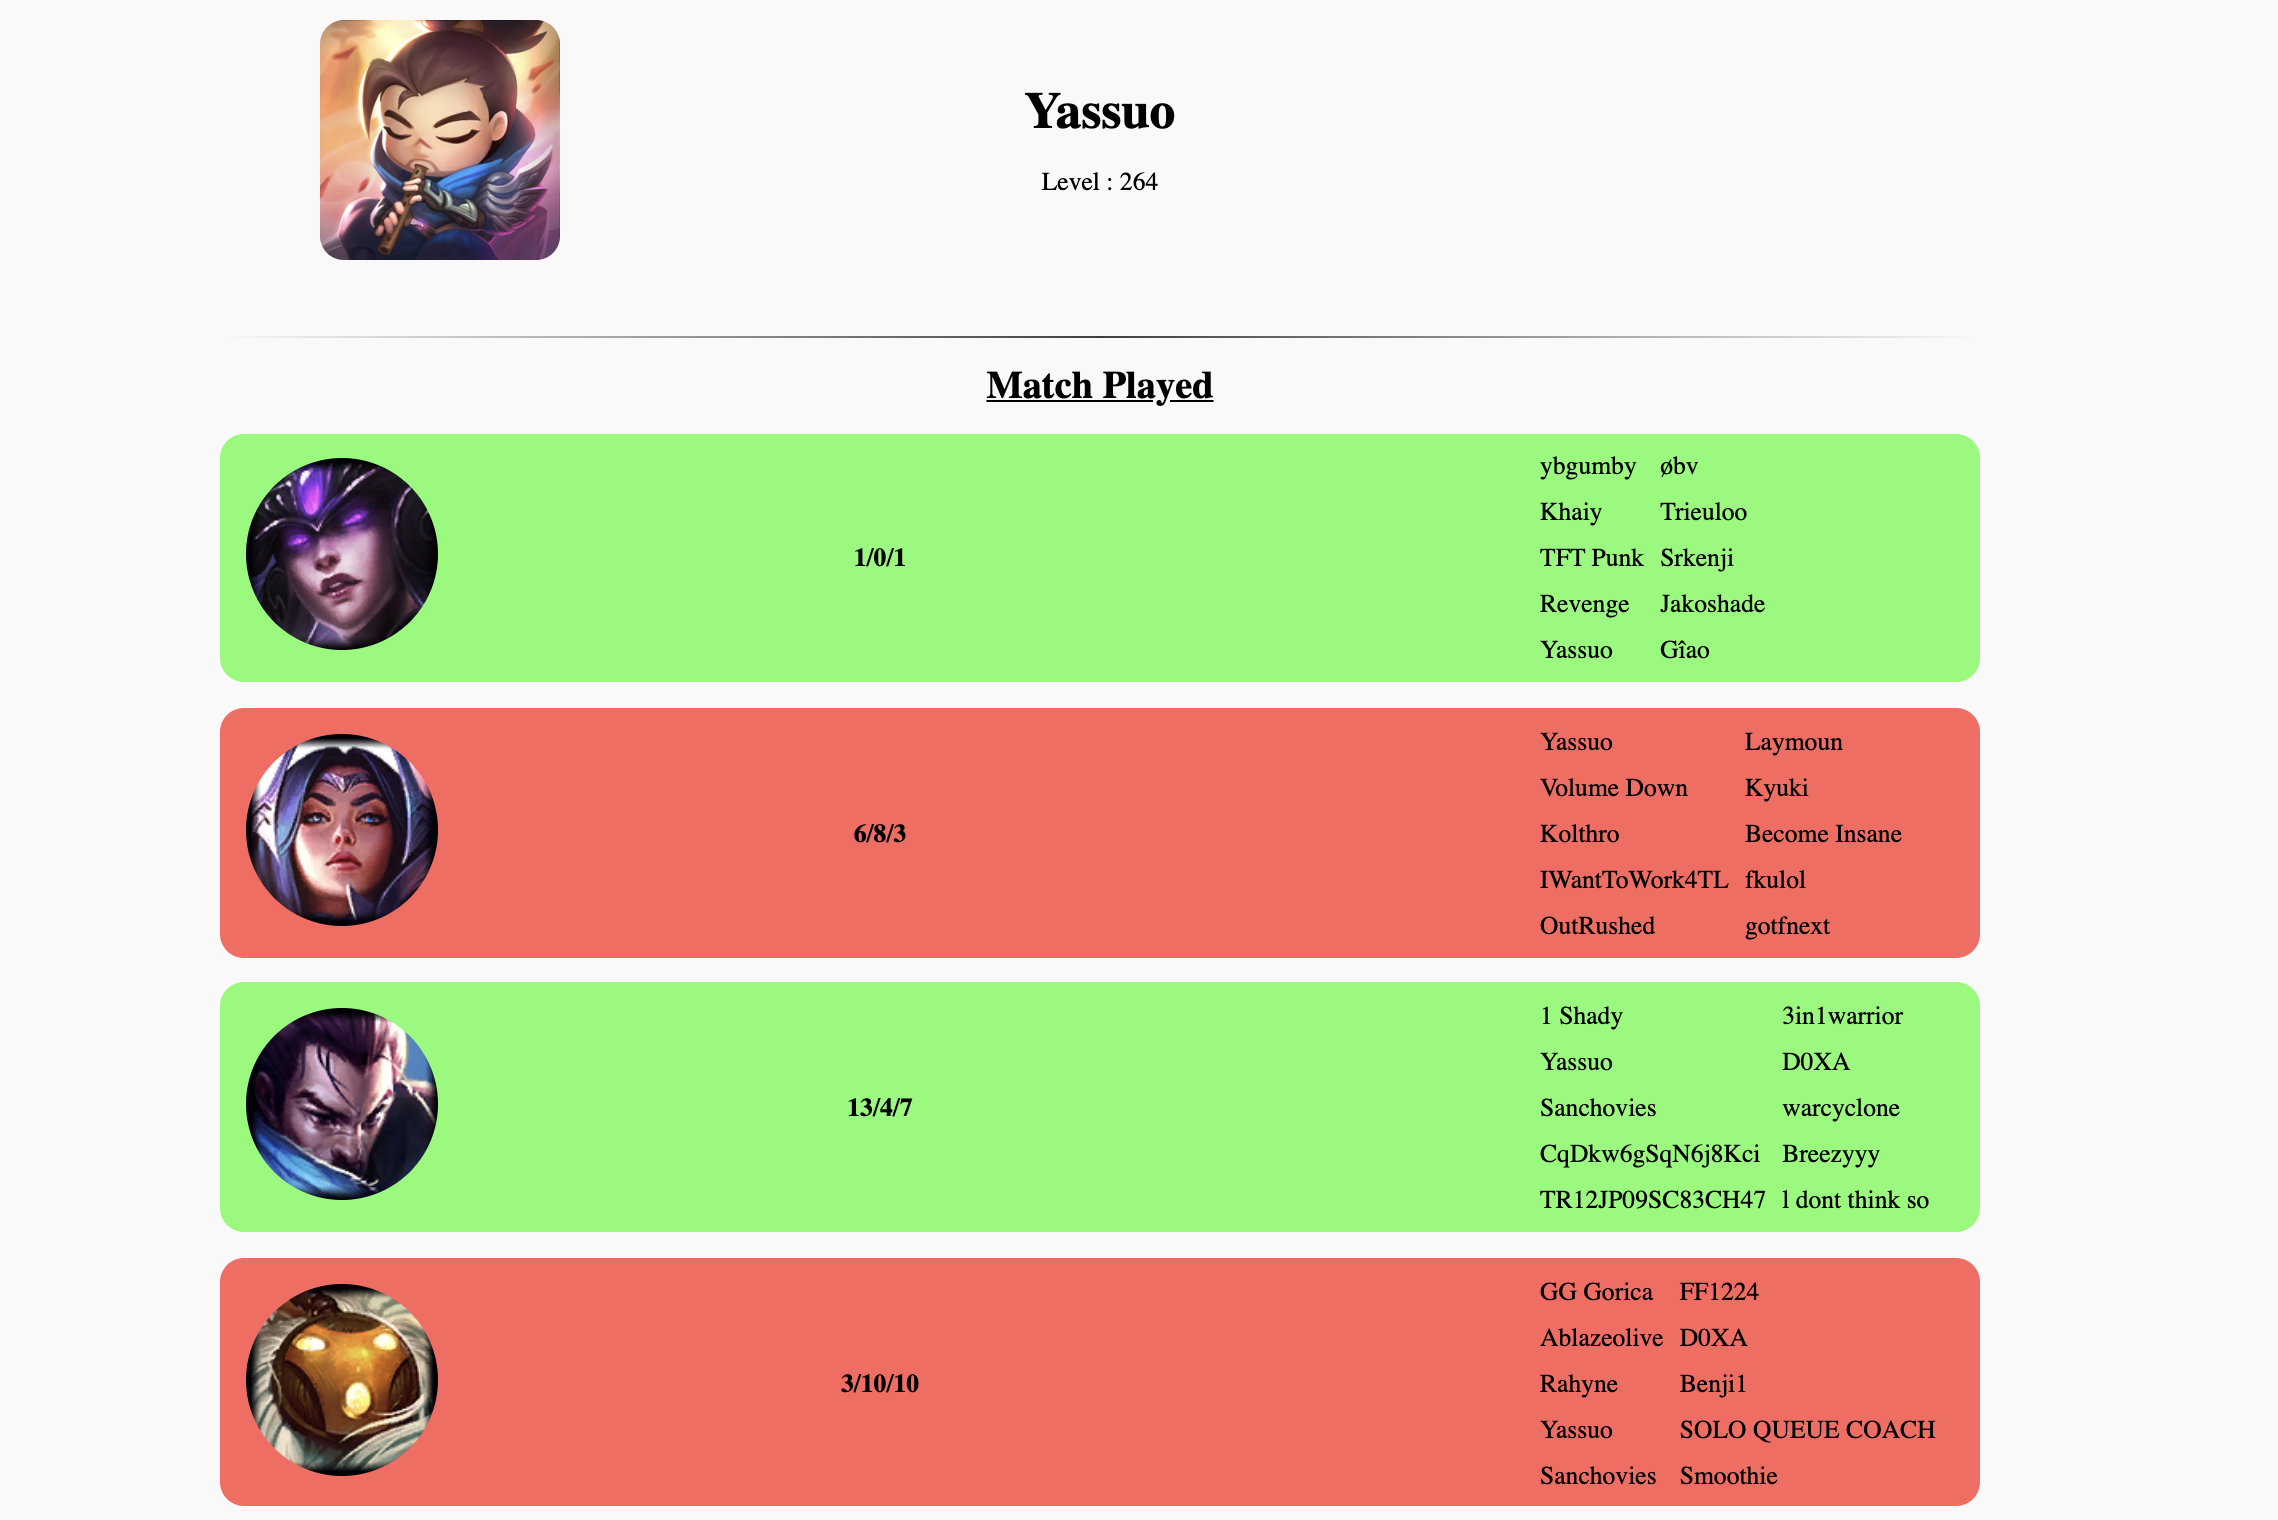 Yassuo
Level : 264
Match Played
1/0/1
ybgumby øbv
Khaiy Trieuloo
TFT Punk Srkenji
Revenge Jakoshade
Yassuo Gîao
6/8/3
Yassuo Laymoun
Volume Down Kyuki
Kolthro Become Insane
IWantToWork4TL fkulol
OutRushed gotfnext
13/4/7
1 Shady 3in1warrior
Yassuo D0XA
Sanchovies warcyclone
CqDkw6gSqN6j8Kci Breezyyy
TR12JP09SC83CH47 l dont think so
3/10/10
GG Gorica FF1224
Ablazeolive D0XA
Rahyne Benji1
Yassuo SOLO QUEUE COACH
Sanchovies Smoothie